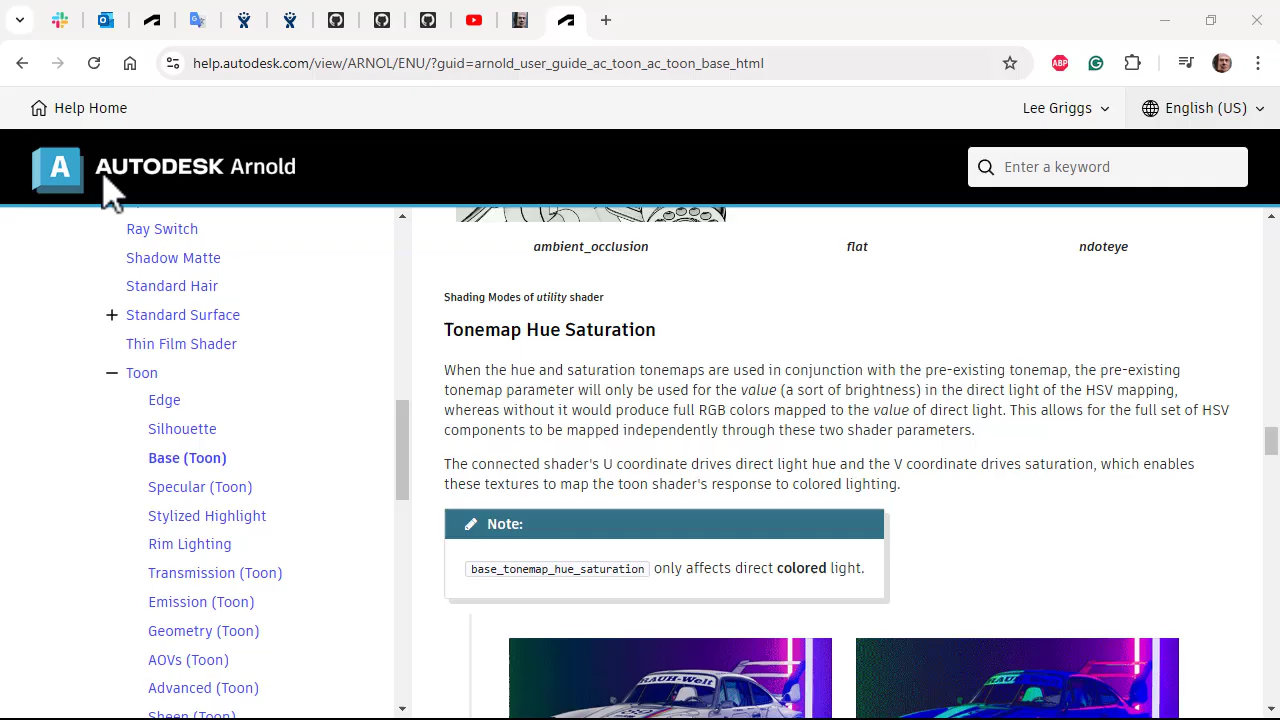 ABP
help.autodesk.com/view/ARNOL/ENU/?guid=arnold_user_guide_ac_toon_ac_toon_base_html
Help Home
Lee Griggs
English (US)
A AUTODESK Arnold
Enter a keyword
Ray Switch
Shadow Matte
Standard Hair
Standard Surface
Thin Film Shader
Toon
Edge
Silhouette
Base (Toon)
Specular (Toon)
Stylized Highlight
Rim Lighting
Transmission (Toon)
Emission (Toon)
Geometry (Toon)
AOVs (Toon)
Advanced (Toon)
Sheen (Toon)
ambient_occlusion
flat
ndoteye
Shading Modes of utility shader
Tonemap Hue Saturation
When the hue and saturation tonemaps are used in conjunction with the pre-existing tonemap, the pre-existing
tonemap parameter will only be used for the value (a sort of brightness) in the direct light of the HSV mapping,
whereas without it would produce full RGB colors mapped to the value of direct light. This allows for the full set of HSV
components to be mapped independently through these two shader parameters.
The connected shader's U coordinate drives direct light hue and the V coordinate drives saturation, which enables
these textures to map the toon shader's response to colored lighting.
Note:
base_tonemap_hue_saturation only affects direct colored light.
RAUH-Welt
RAUH